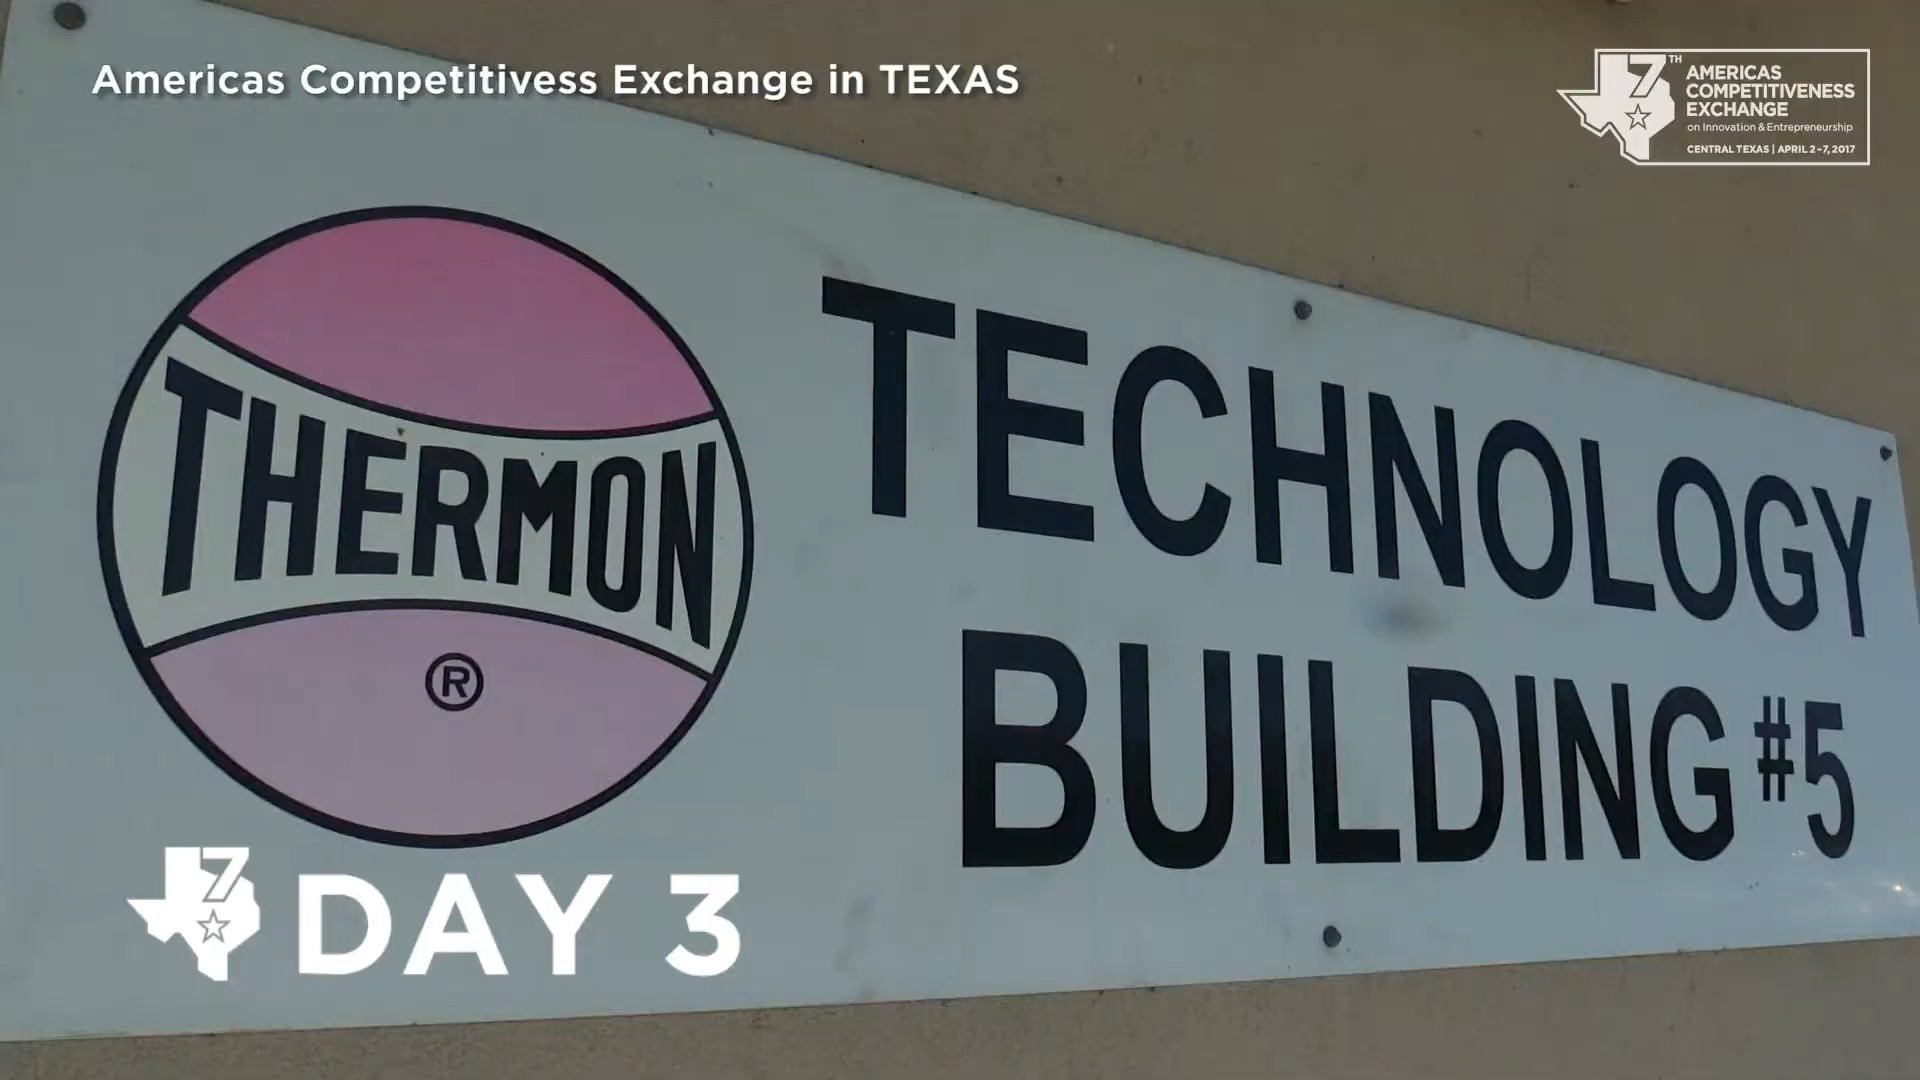 Americas Competitivess Exchange in TEXAS
7TH
AMERICAS
COMPETITIVENESS
EXCHANGE
on Innovation & Entrepreneurship
CENTRAL TEXAS | APRIL 2-7, 2017
THERMON
®
TECHNOLOGY
BUILDING #5
7 DAY 3